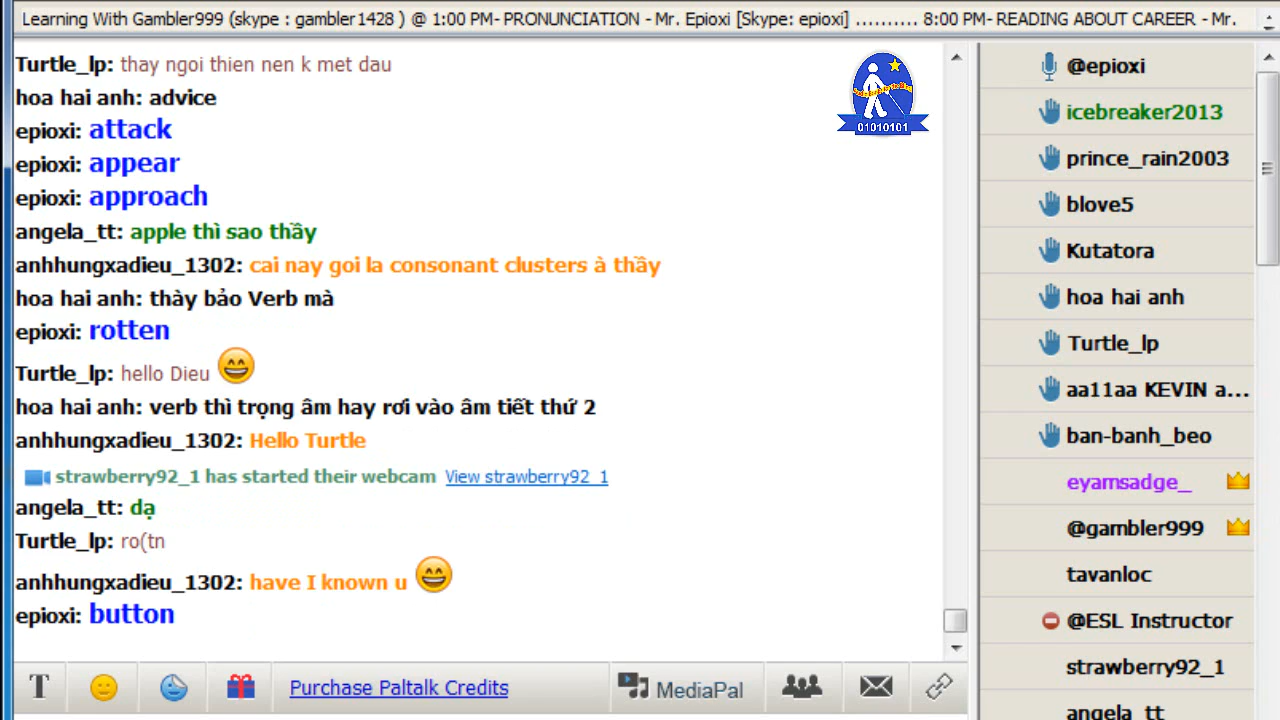 Learning With Gambler999 (skype : gambler1428 ) @ 1:00 PM- PRONUNCIATION - Mr. Epioxi [Skype: epioxi] .......... 8:00 PM- READING ABOUT CAREER - Mr.
Turtle_lp: thay ngoi thien nen k met dau
hoa hai anh: advice
epioxi: attack
epioxi: appear
epioxi: approach
angela_tt: apple thì sao thầy
anhhungxadieu_1302: cai nay goi la consonant clusters à thầy
hoa hai anh: thày bảo Verb mà
epioxi: rotten
Turtle_lp: hello Dieu
hoa hai anh: verb thì trọng âm hay rơi vào âm tiết thứ 2
anhhungxadieu_1302: Hello Turtle
strawberry92_1 has started their webcam View strawberry92_1
angela_tt: dạ
Turtle_lp: ro(tn
anhhungxadieu_1302: have I known u
epioxi: button
T
Purchase Paltalk Credits
MediaPal
01010101
@epioxi
icebreaker2013
prince_rain2003
blove5
Kutatora
hoa hai anh
Turtle_lp
aa11aa KEVIN a...
ban-banh_beo
eyamsadge_
@gambler999
tavanloc
@ESL Instructor
strawberry92_1
angela_tt